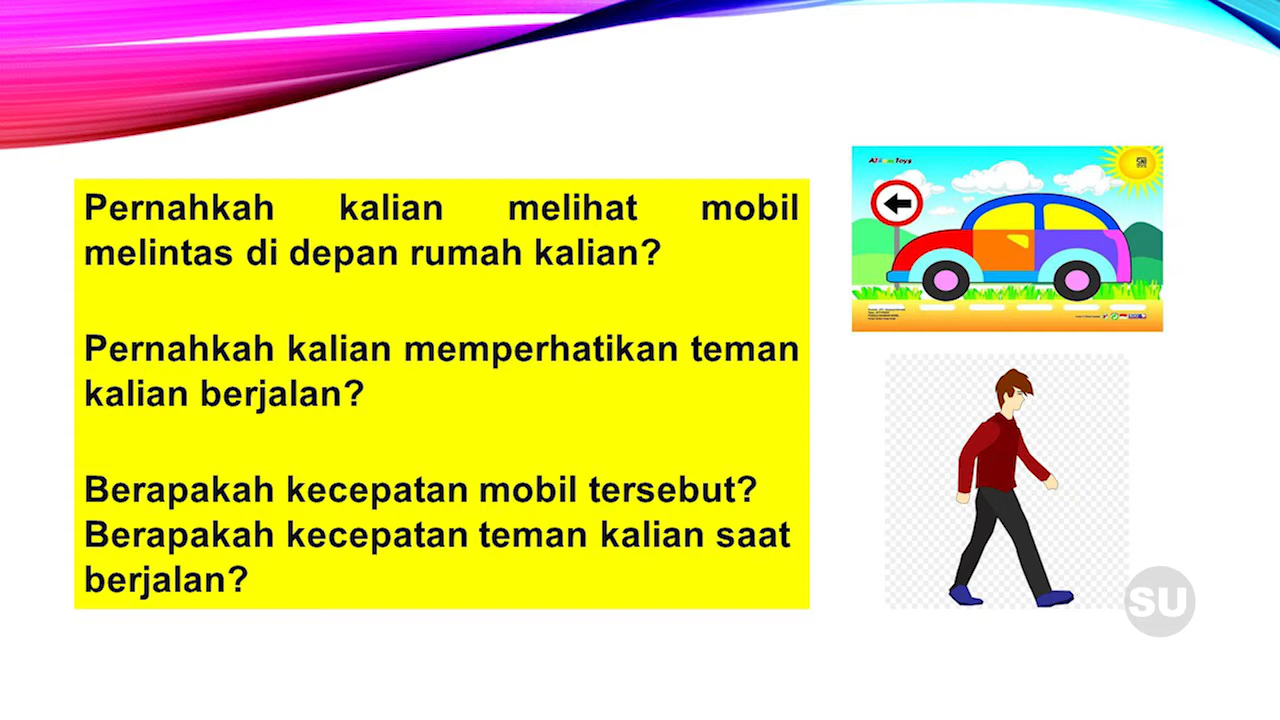 Pernahkah kalian melihat mobil
melintas di depan rumah kalian?
Pernahkah kalian memperhatikan teman
kalian berjalan?
Berapakah kecepatan mobil tersebut?
Berapakah kecepatan teman kalian saat
berjalan?
SU